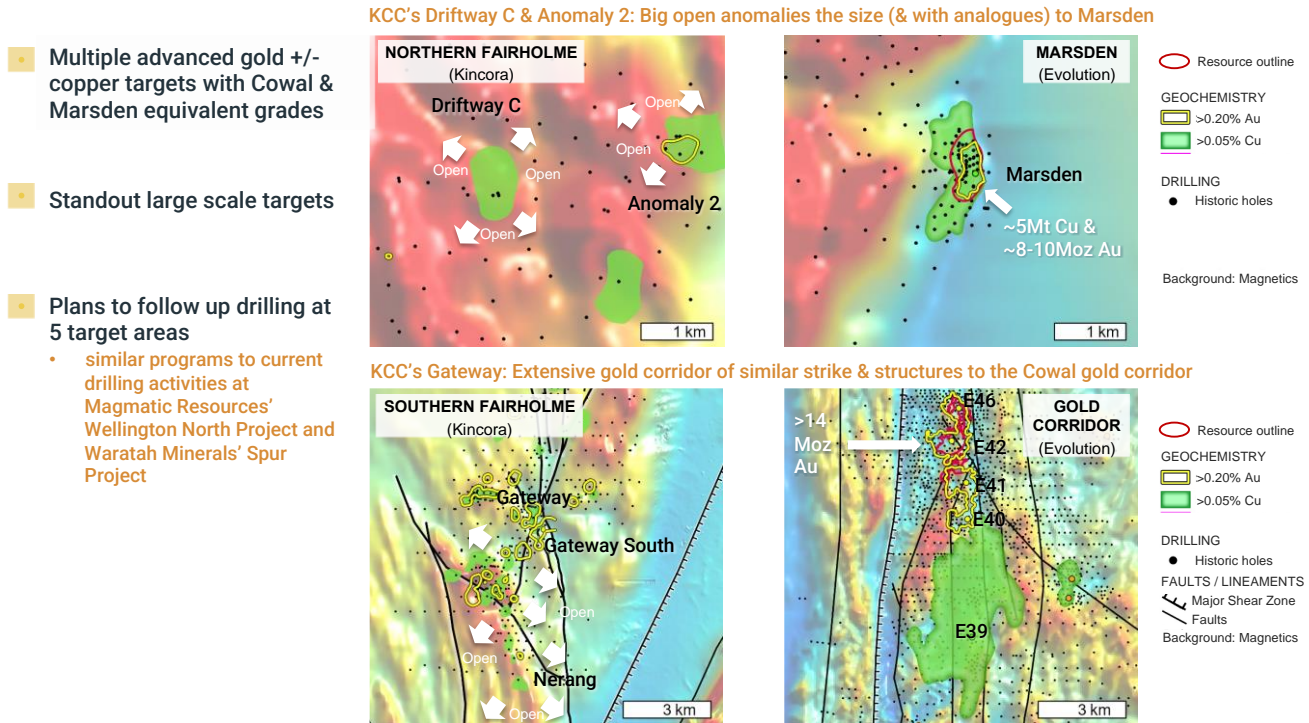 KCC's Driftway C & Anomaly 2: Big open anomalies the size (& with analogues) to Marsden
Multiple advanced gold +/-
copper targets with Cowal &
Marsden equivalent grades
Standout large scale targets
Plans to follow up drilling at
5 target areas
• similar programs to current
drilling activities at
Magmatic Resources'
Wellington North Project and
Waratah Minerals' Spur
Project
NORTHERN FAIRHOLME
(Kincora)
Driftway C
Open
Open
Open
Open
Open
Open
Anomaly 2
1 km
MARSDEN
(Evolution)
Marsden
~5Mt Cu &
~8-10Moz Au
1 km
Resource outline
GEOCHEMISTRY
>0.20% Au
>0.05% Cu
DRILLING
Historic holes
Background: Magnetics
KCC's Gateway: Extensive gold corridor of similar strike & structures to the Cowal gold corridor
SOUTHERN FAIRHOLME
(Kincora)
Gateway
Gateway South
Open
Open
Nerang
Open
3 km
>14
Moz
Au
GOLD
CORRIDOR
(Evolution)
E46
E42
E41
E40
E39
3 km
Resource outline
GEOCHEMISTRY
>0.20% Au
>0.05% Cu
DRILLING
Historic holes
FAULTS / LINEAMENTS
Major Shear Zone
Faults
Background: Magnetics